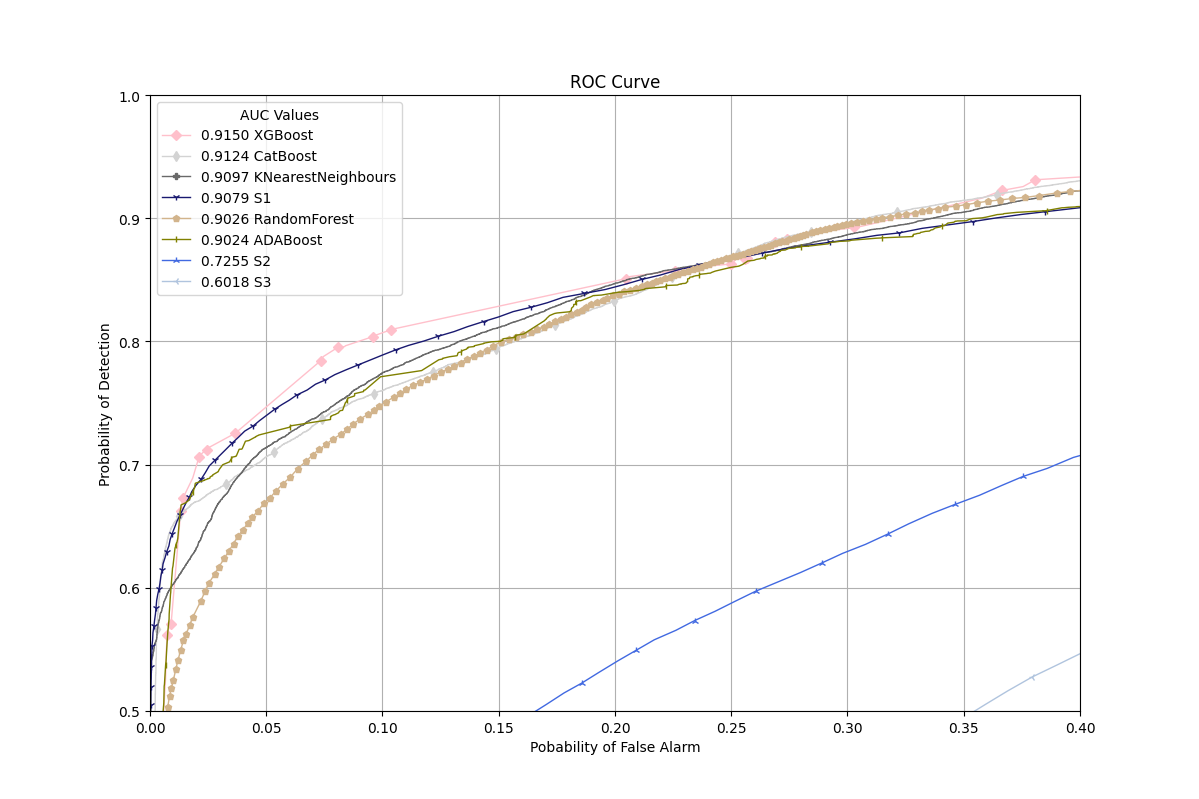 ROC Curve
AUC Values
0.9150 XGBoost
0.9124 CatBoost
0.9097 KNearestNeighbours
0.9079 S1
0.9026 RandomForest
0.9024 ADABoost
0.7255 S2
0.6018 S3
Probability of Detection
1.0
0.9
0.8
0.7
0.6
0.5
0.00 0.05 0.10 0.15 0.20 0.25 0.30 0.35 0.40
Pobability of False Alarm